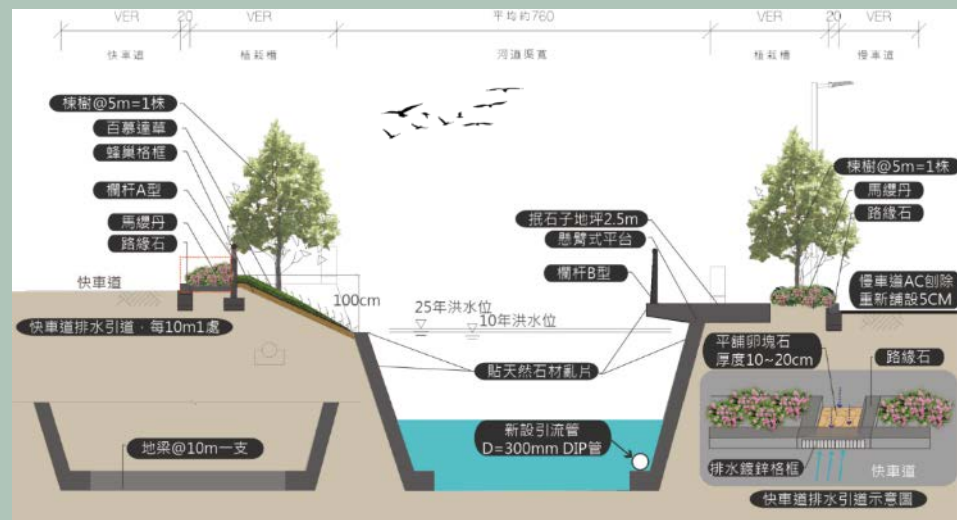 VER 20 VER 平均約760 VER 20 VER
快車道 植栽槽 河道渠寬 植栽槽 慢車道
棟樹@5m=1株
百慕達草
蜂巢格框
欄杆A型
馬纓丹
路緣石
快車道
快車道排水引道，每10m1處
100cm
25年洪水位
10年洪水位
抿石子地坪2.5m
懸臂式平台
欄杆B型
貼天然石材亂片
新設引流管
D=300mm DIP管
地梁@10m一支
棟樹@5m=1株
馬纓丹
路緣石
慢車道AC刨除
重新舖設5CM
平舖卵塊石
厚度10~20cm
路緣石
排水鍍鋅格框
快車道
快車道排水引道示意圖